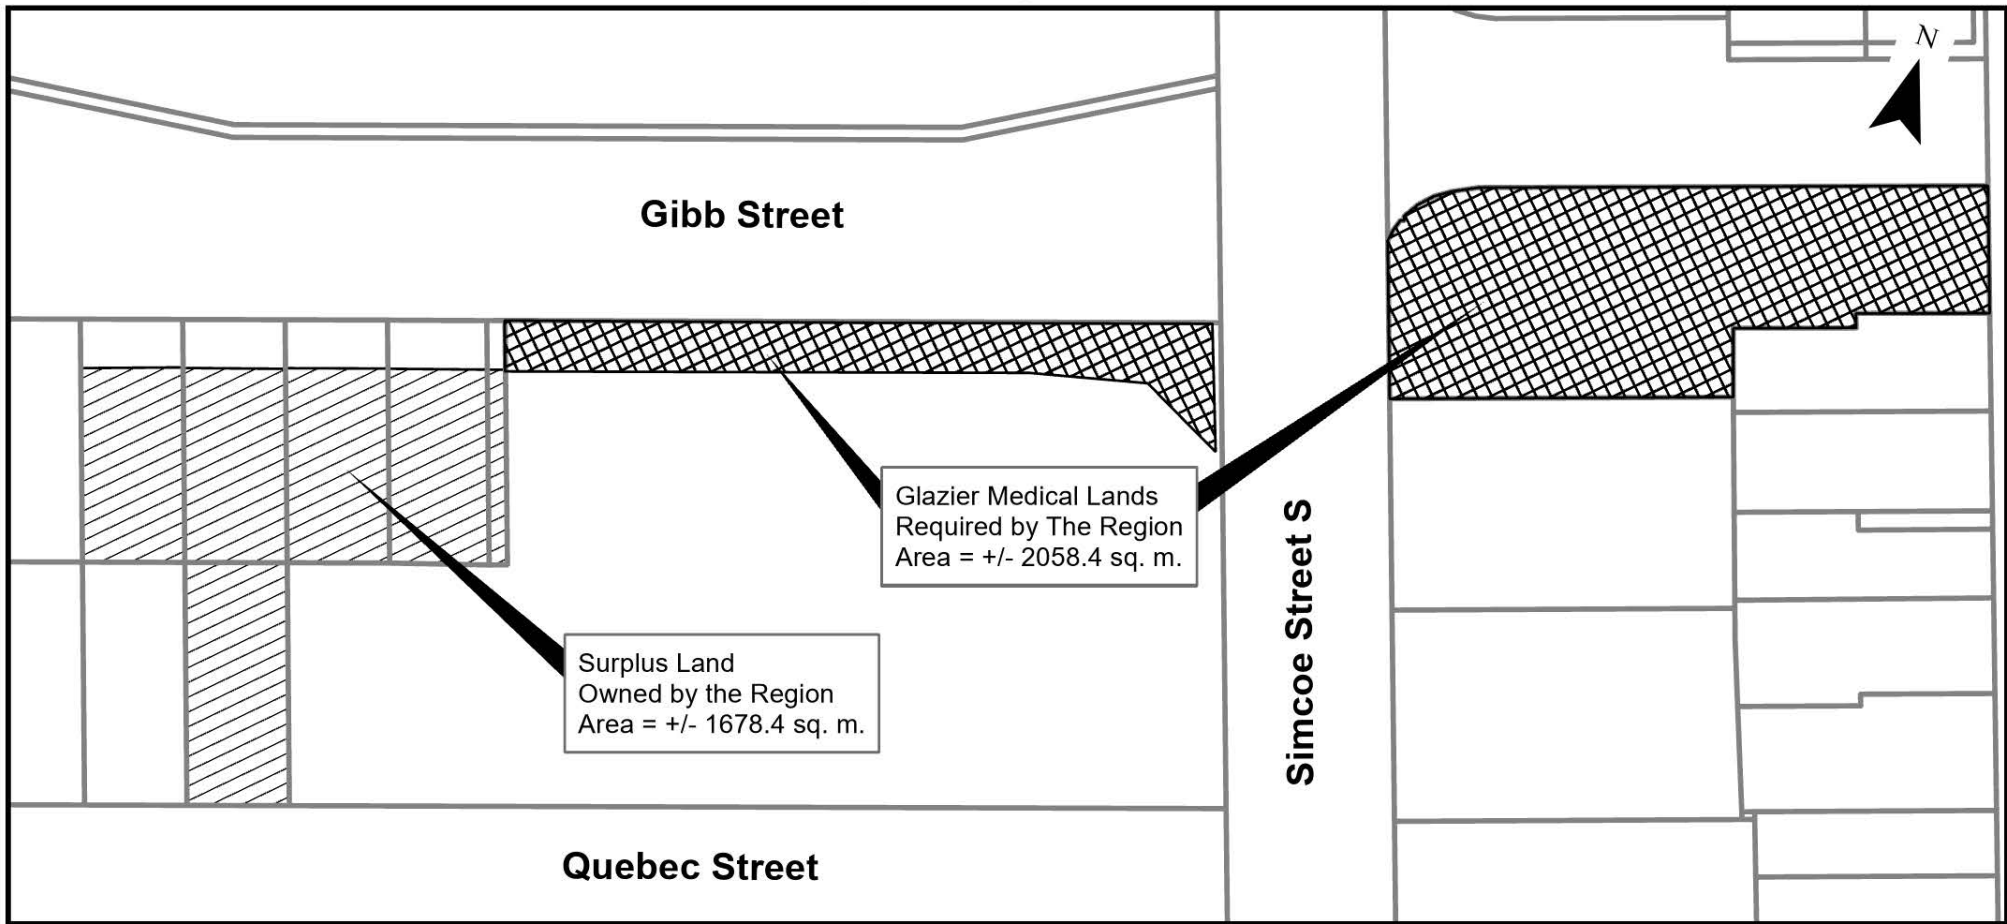 N
Gibb Street
Glazier Medical Lands
Required by The Region
Area = +/- 2058.4 sq. m.
Simcoe Street S
Surplus Land
Owned by the Region
Area = +/- 1678.4 sq. m.
Quebec Street